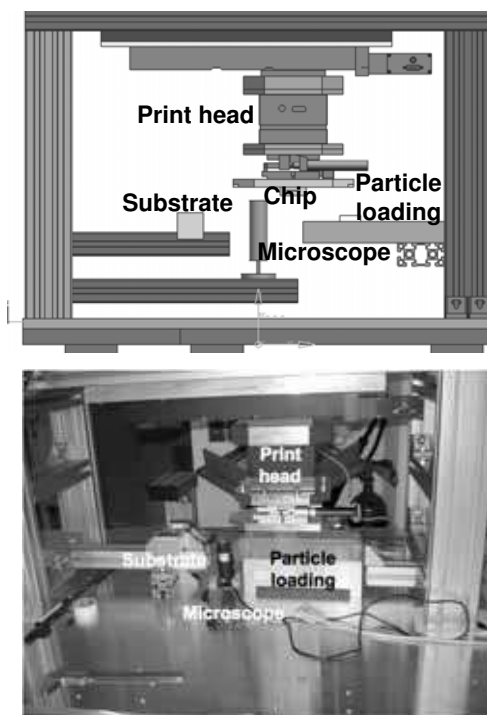 Print head
Substrate
Chip
Particle
loading
Microscope
Print
head
Substrate
Particle
loading
Microscope